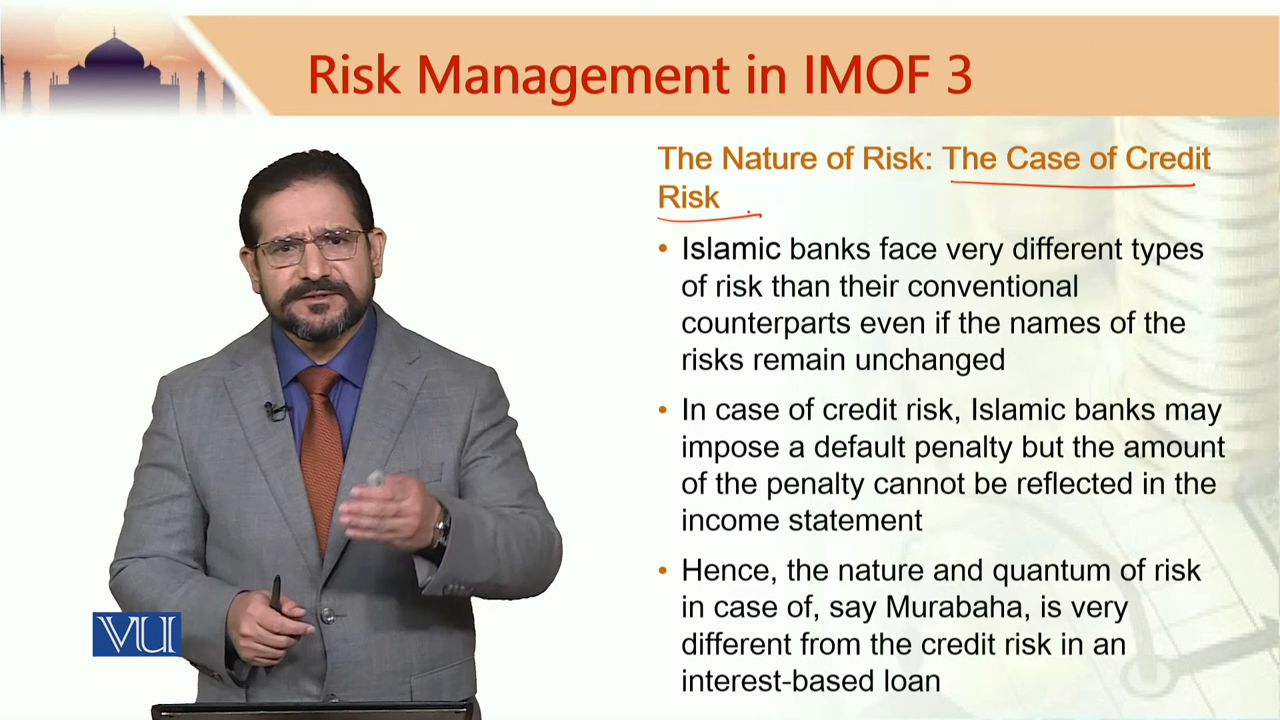 Risk Management in IMOF 3
The Nature of Risk: The Case of Credit
Risk
• Islamic banks face very different types
of risk than their conventional
counterparts even if the names of the
risks remain unchanged
• In case of credit risk, Islamic banks may
impose a default penalty but the amount
of the penalty cannot be reflected in the
income statement
• Hence, the nature and quantum of risk
in case of, say Murabaha, is very
different from the credit risk in an
interest-based loan
VU